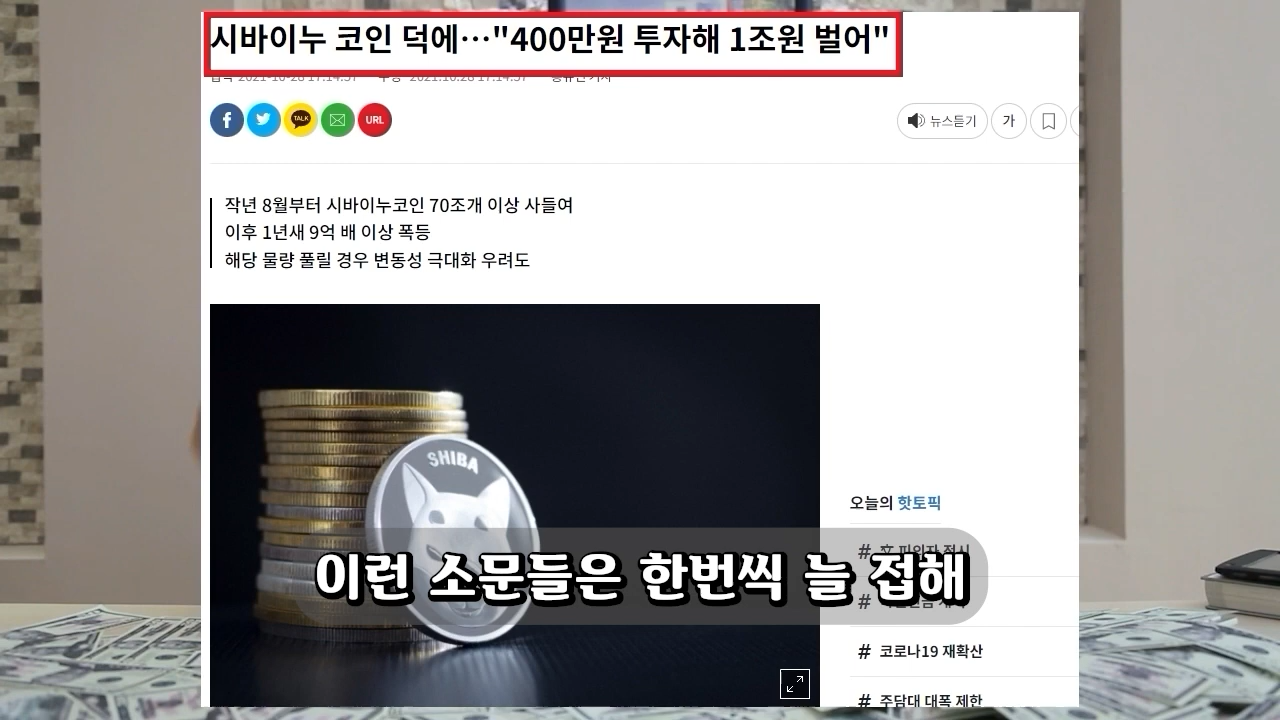 시바이누 코인 덕에…"400만원 투자해 1조원 벌어"
TALK
URL
뉴스듣기
가
작년 8월부터 시바이누코인 70조개 이상 사들여
이후 1년새 9억 배 이상 폭등
해당 물량 풀릴 경우 변동성 극대화 우려도
SHIBA
오늘의 핫토픽
#
#
이런 소문들은 한번씩 늘 접해
# 코로나19 재확산
# 주담대 대폭 제한